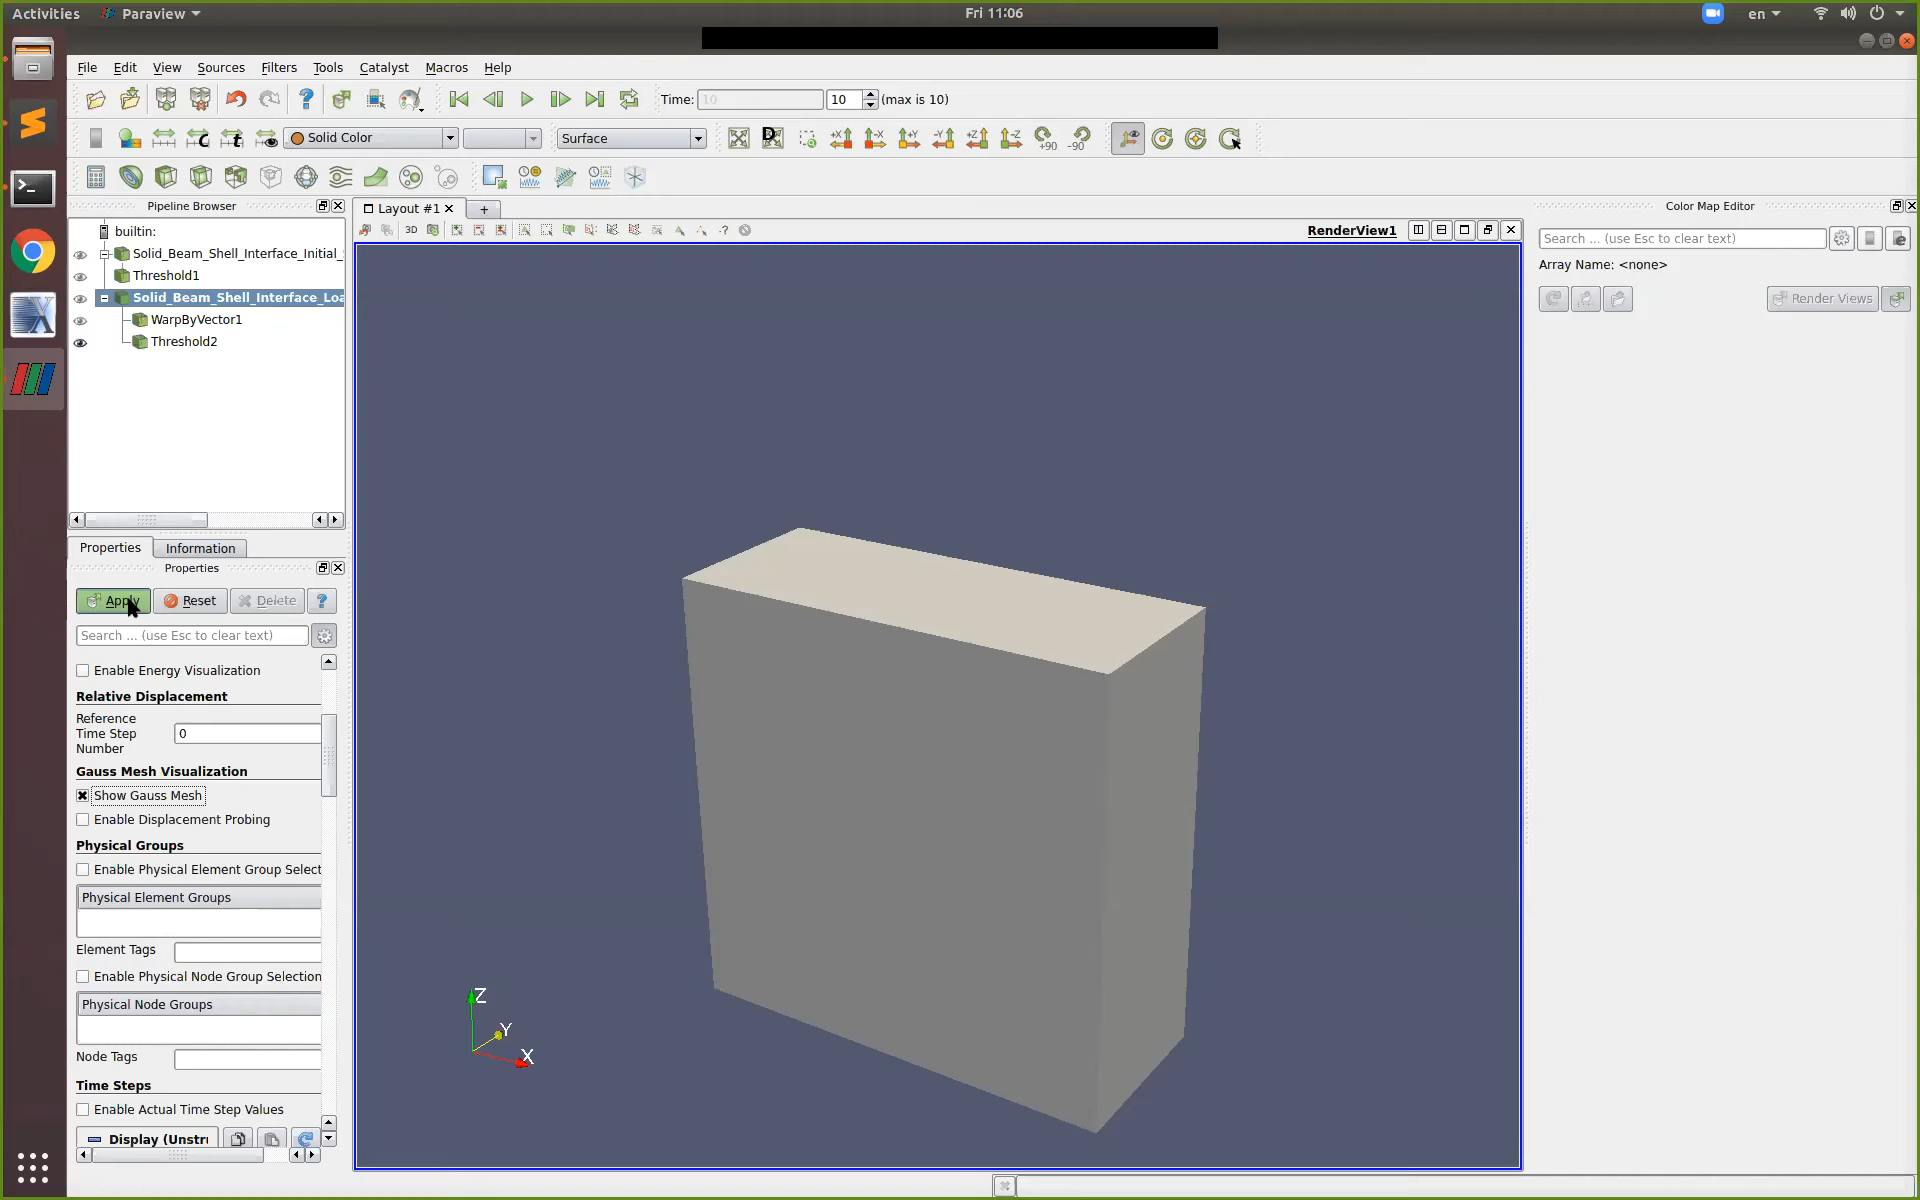 Activities Paraview Fri 11:06 en
File Edit View Sources Filters Tools Catalyst Macros Help
Time: 10 10 (max is 10)
Solid Color Surface
Pipeline Browser Layout #1 Color Map Editor
builtin: 3D RenderView1 Search ... (use Esc to clear text)
Solid_Beam_Shell_Interface_Initial_
Array Name: <none>
Threshold1
Solid_Beam_Shell_Interface_Loa Render Views
WarpByVector1
Threshold2
Properties Information
Properties
Apply Reset Delete ?
Search ... (use Esc to clear text)
Enable Energy Visualization
Relative Displacement
Reference
Time Step 0
Number
Gauss Mesh Visualization
Show Gauss Mesh
Enable Displacement Probing
Physical Groups
Enable Physical Element Group Select
Physical Element Groups
Element Tags
Enable Physical Node Group Selection
Physical Node Groups
Node Tags
Time Steps
Enable Actual Time Step Values
Display (Unstru
Z
Y
X